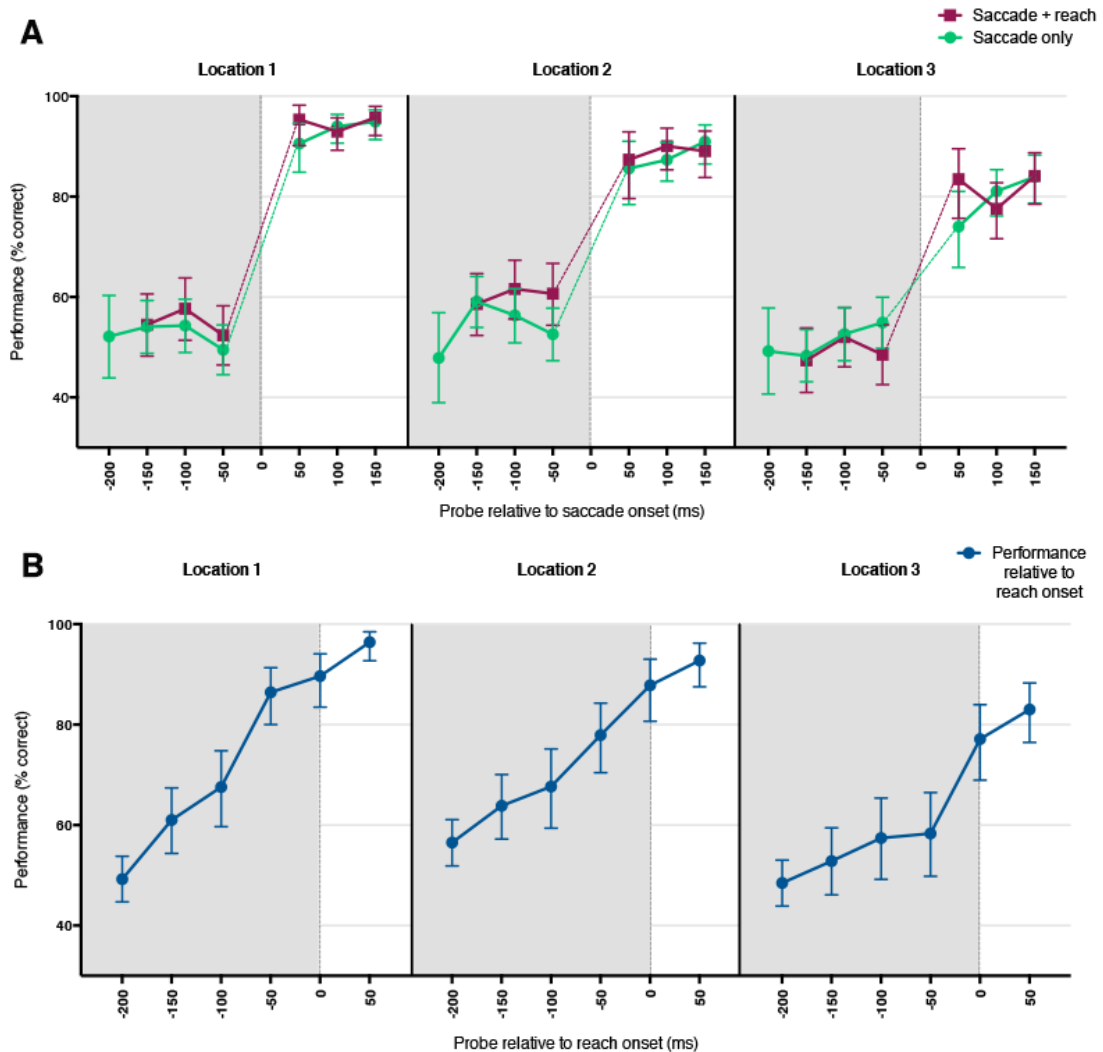 A
Saccade + reach
Saccade only
Location 1
Location 2
Location 3
100
80
60
40
Performance (% correct)
-200 -150 -100 -50 0 50 100 150
-200 -150 -100 -50 0 50 100 150
-200 -150 -100 -50 0 50 100 150
Probe relative to saccade onset (ms)
B
Performance
relative to
reach onset
Location 1
Location 2
Location 3
100
80
60
40
Performance (% correct)
-200 -150 -100 -50 0 50
-200 -150 -100 -50 0 50
-200 -150 -100 -50 0 50
Probe relative to reach onset (ms)